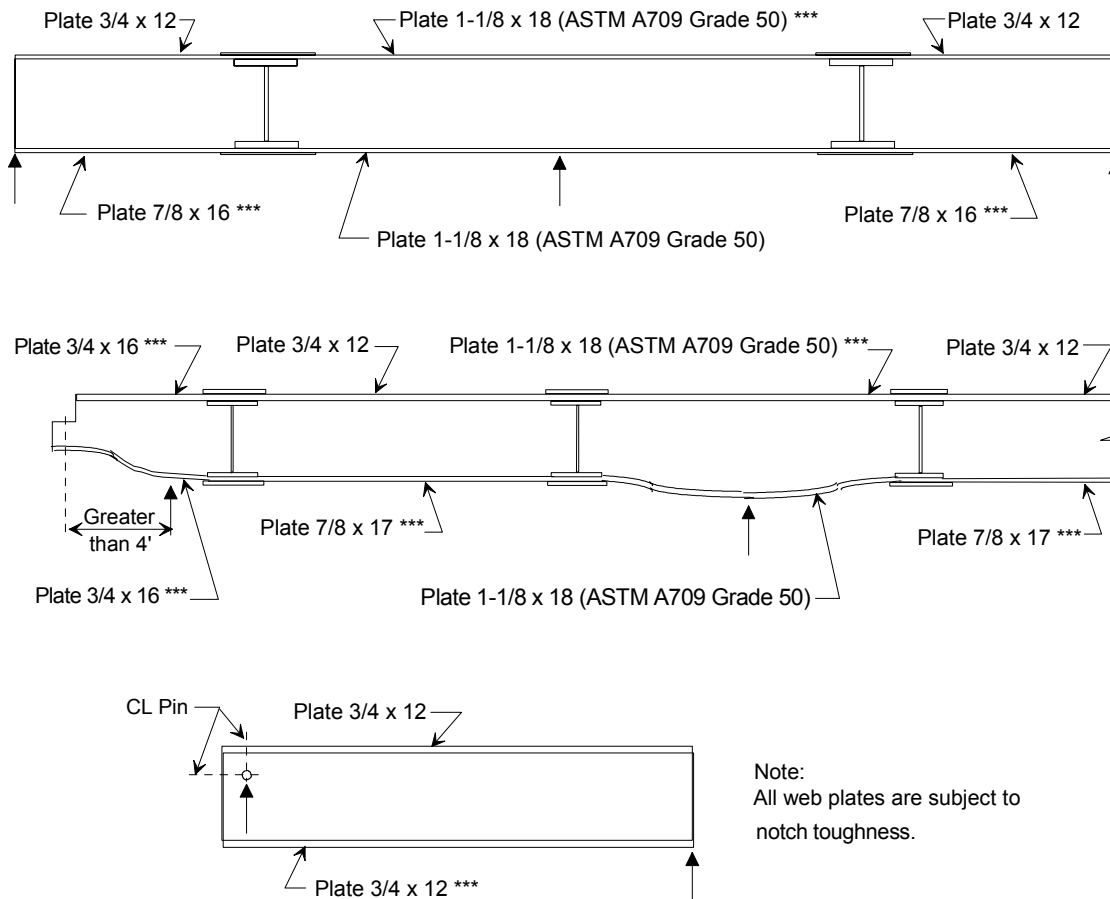 Plate 3/4 x 12
Plate 1-1/8 x 18 (ASTM A709 Grade 50) ***
Plate 3/4 x 12
Plate 7/8 x 16 ***
Plate 1-1/8 x 18 (ASTM A709 Grade 50)
Plate 7/8 x 16 ***
Plate 3/4 x 16 ***
Plate 3/4 x 12
Plate 1-1/8 x 18 (ASTM A709 Grade 50) ***
Plate 3/4 x 12
Greater
than 4'
Plate 7/8 x 17 ***
Plate 7/8 x 17 ***
Plate 3/4 x 16 ***
Plate 1-1/8 x 18 (ASTM A709 Grade 50)
CL Pin
Plate 3/4 x 12
Plate 3/4 x 12 ***
Note:
All web plates are subject to
notch toughness.